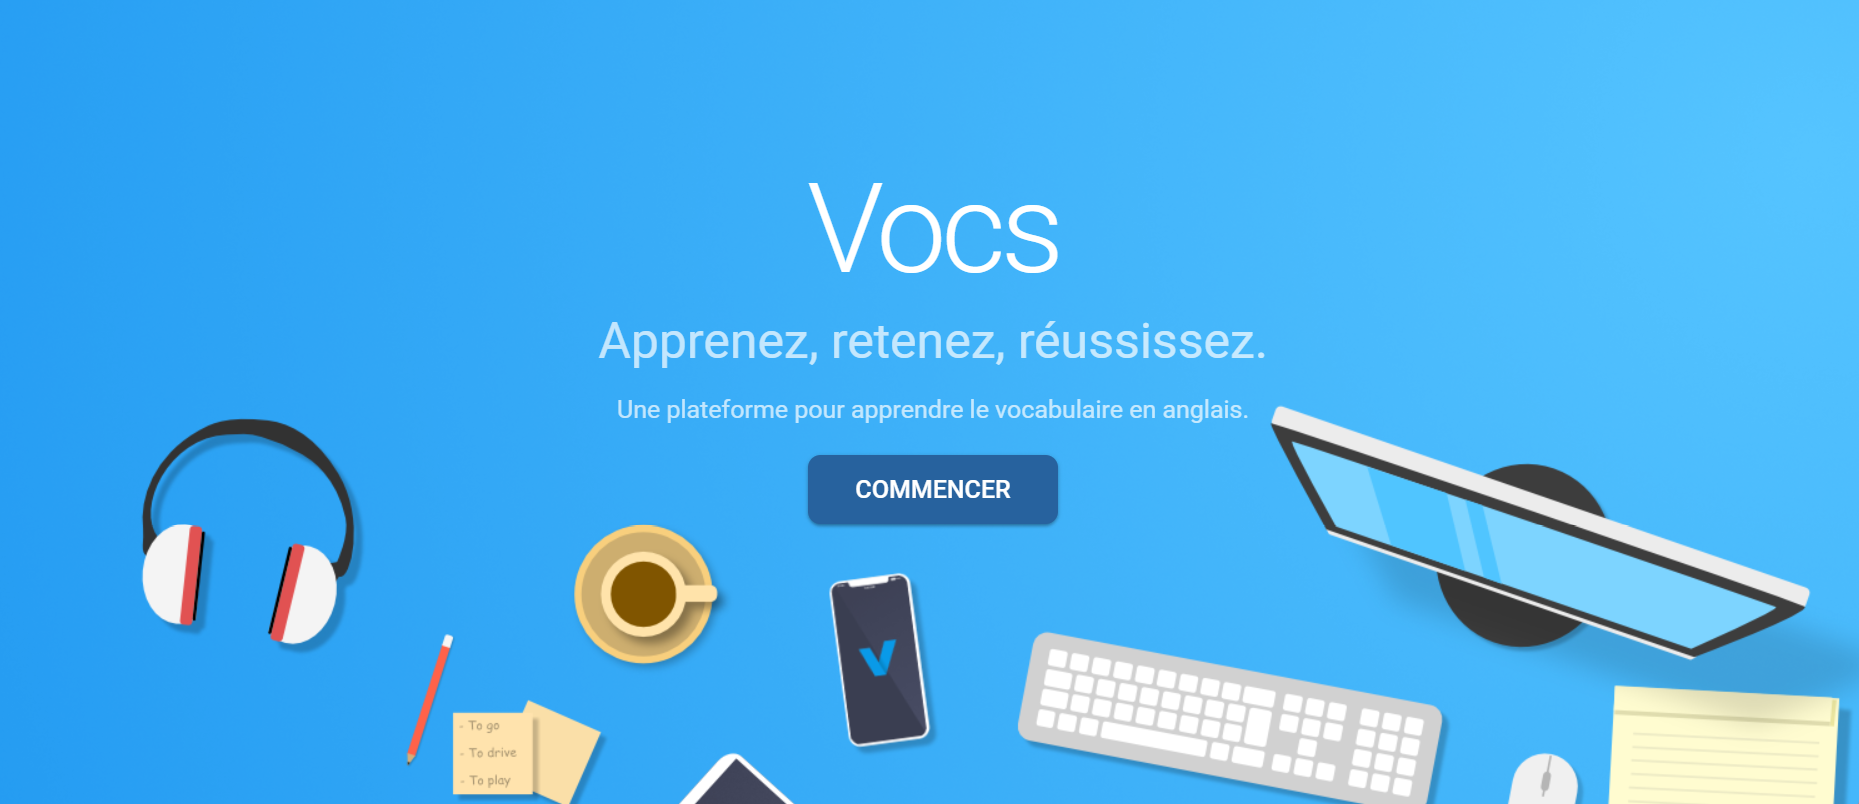 Vocs
Apprenez, retenez, réussissez.
Une plateforme pour apprendre le vocabulaire en anglais.
COMMENCER
- To go
- To drive
- To play